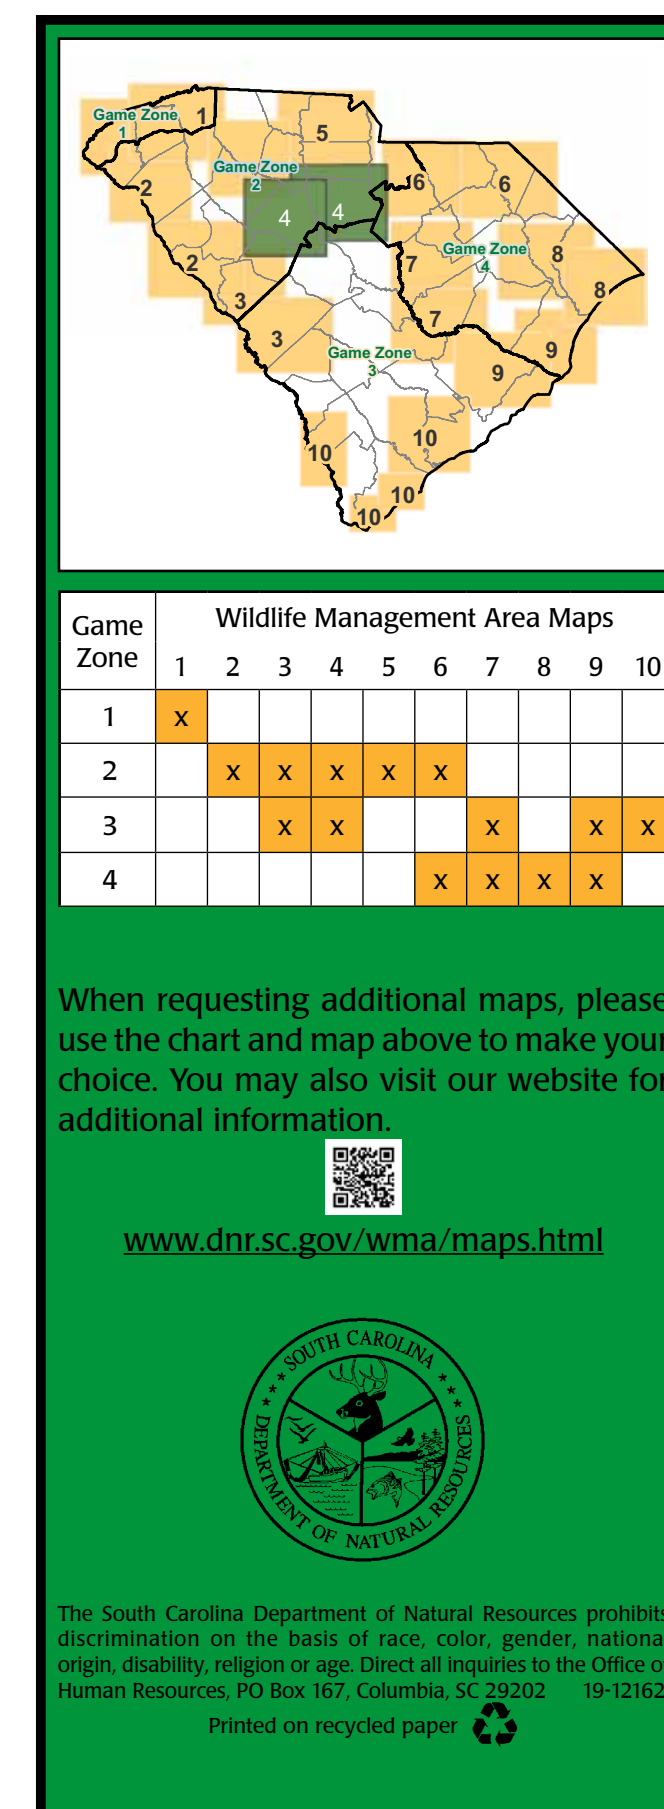 Game Zone
1
1
5
Game Zone
2
2
6
6
4
4
Game Zone
4
2
7
8
3
8
7
3
Game Zone
3
9
9
10
10
10
10
Game Zone
Wildlife Management Area Maps
1 2 3 4 5 6 7 8 9 10
1 x
2 x x x x x
3 x x x x x
4 x x x x
When requesting additional maps, please
use the chart and map above to make your
choice. You may also visit our website for
additional information.
www.dnr.sc.gov/wma/maps.html
SOUTH CAROLINA
DEPARTMENT OF NATURAL RESOURCES
The South Carolina Department of Natural Resources prohibits
discrimination on the basis of race, color, gender, national
origin, disability, religion or age. Direct all inquiries to the Office of
Human Resources, PO Box 167, Columbia, SC 29202 19-12162
Printed on recycled paper